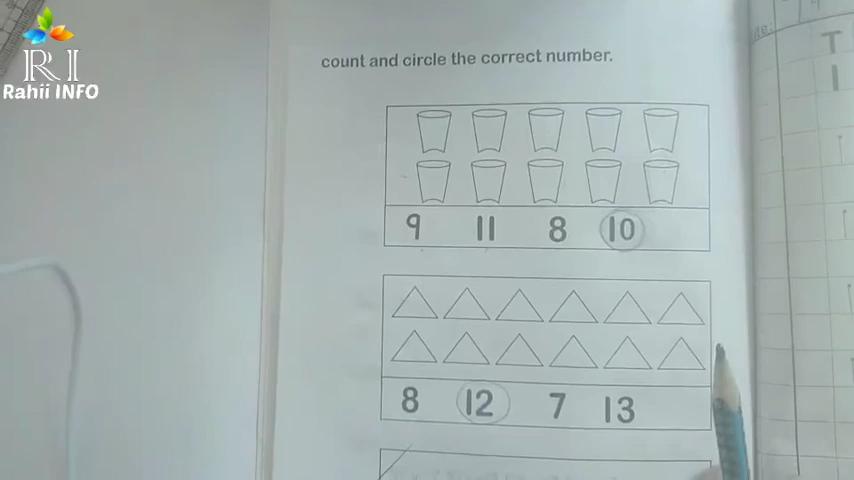 RI
Rahii INFO
count and circle the correct number.
9 11 8 10
8 12 7 13